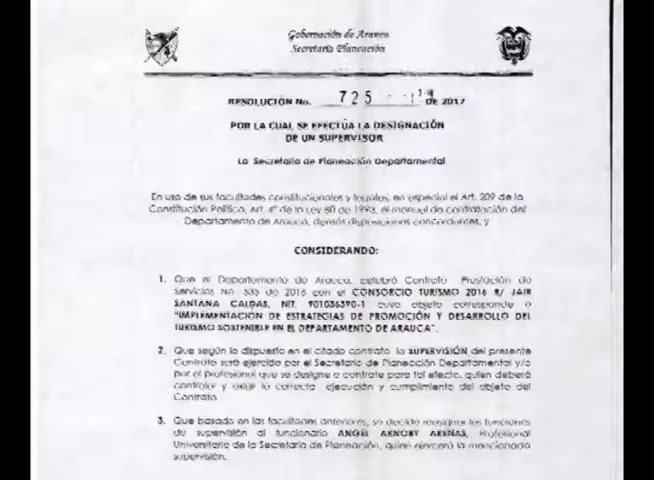 Gobernación de Arauca
Secretaría Planeación
RESOLUCIÓN No. 725 DE 2017
POR LA CUAL SE EFECTÚA LA DESIGNACIÓN
DE UN SUPERVISOR
La Secretaria de Planeación Departamental
En uso de sus facultades constitucionales y legales, en especial el Art. 209 de la
Constitución Política, Art. 4° de la Ley 80 de 1993, el manual de contratación del
Departamento de Arauca, demás disposiciones concordantes, y
CONSIDERANDO:
1. Que el Departamento de Arauca, celebró Contrato Prestación de
servicios No. 535 de 2016 con el CONSORCIO TURISMO 2016 R/ JAIR
SANTANA CALDAS, NIT. 901036390-1 cuyo objeto corresponde a
"IMPLEMENTACIÓN DE ESTRATEGIAS DE PROMOCIÓN Y DESARROLLO DEL
TURISMO SOSTENIBLE EN EL DEPARTAMENTO DE ARAUCA".
2. Que según lo dispuerto en el citado contrato la SUPERVISIÓN del presente
Contrato será ejercida por el Secretario de Planeación Departamental y/o
por el profesional que se designe o contrate para tal efecto, quien deberá
controlar y exigir la correcta ejecución y cumplimiento del objeto del
Contrato.
3. Que basado en las facultades anteriores, se decide reasignar las funciones
de supervisión al funcionario ANGEL ARNOBY ARENAS, Profesional
Universitario de la Secretaría de Planeación, quien ejercerá la mencionada
supervisión.